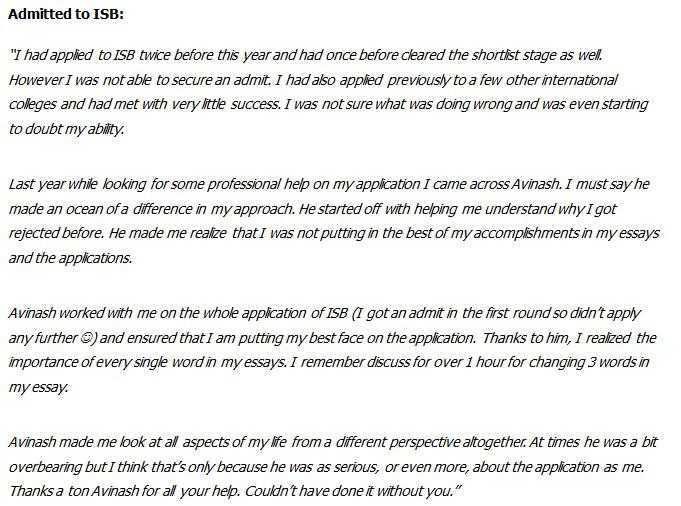 Admitted to ISB:
“I had applied to ISB twice before this year and had once before cleared the shortlist stage as well.
However I was not able to secure an admit. I had also applied previously to a few other international
colleges and had met with very little success. I was not sure what was doing wrong and was even starting
to doubt my ability.
Last year while looking for some professional help on my application I came across Avinash. I must say he
made an ocean of a difference in my approach. He started off with helping me understand why I got
rejected before. He made me realize that I was not putting in the best of my accomplishments in my essays
and the applications.
Avinash worked with me on the whole application of ISB (I got an admit in the first round so didn’t apply
any further ☺) and ensured that I am putting my best face on the application. Thanks to him, I realized the
importance of every single word in my essays. I remember discuss for over 1 hour for changing 3 words in
my essay.
Avinash made me look at all aspects of my life from a different perspective altogether. At times he was a bit
overbearing but I think that’s only because he was as serious, or even more, about the application as me.
Thanks a ton Avinash for all your help. Couldn’t have done it without you.”